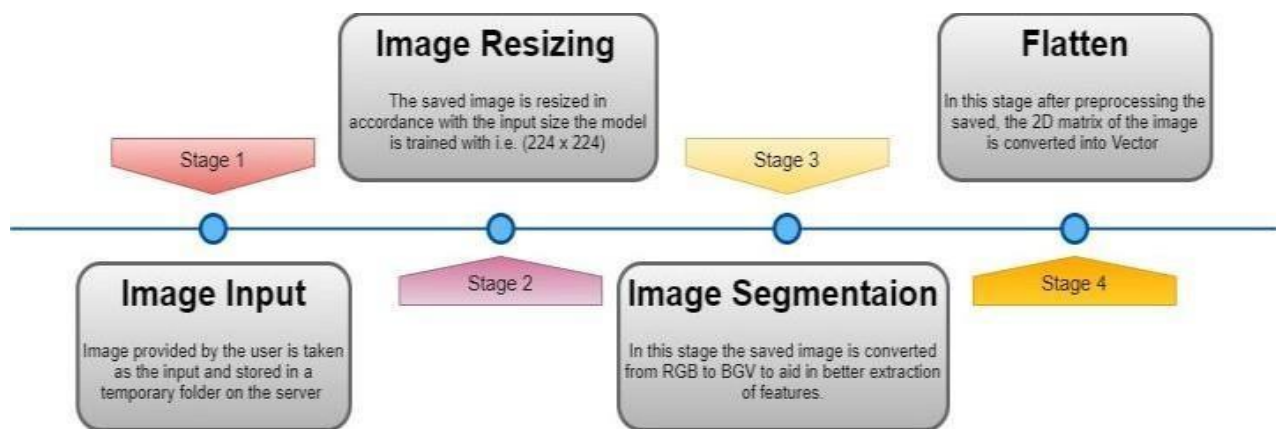 Stage 1
Image Input
Image provided by the user is taken
as the input and stored in a
temporary folder on the server
Image Resizing
The saved image is resized in
accordance with the input size the model
is trained with i.e. (224 x 224)
Stage 2
Stage 3
Image Segmentaion
In this stage the saved image is converted
from RGB to BGV to aid in better extraction
of features.
Flatten
In this stage after preprocessing the
saved, the 2D matrix of the image
is converted into Vector
Stage 4